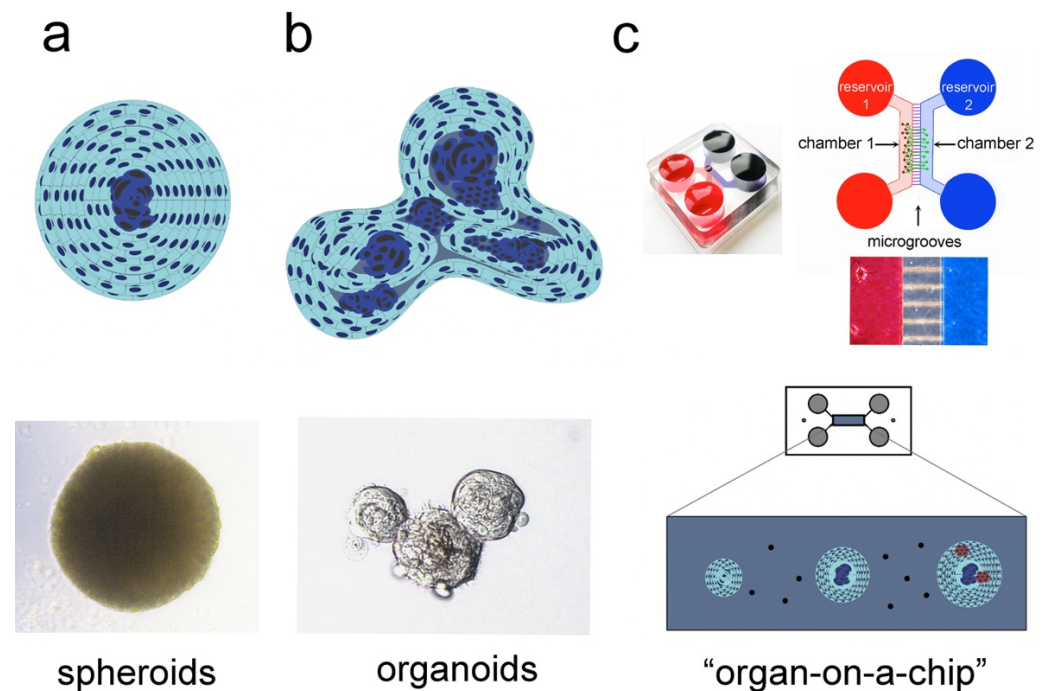 a
b
c
reservoir
1
reservoir
2
chamber 1
chamber 2
microgrooves
spheroids
organoids
“organ-on-a-chip”